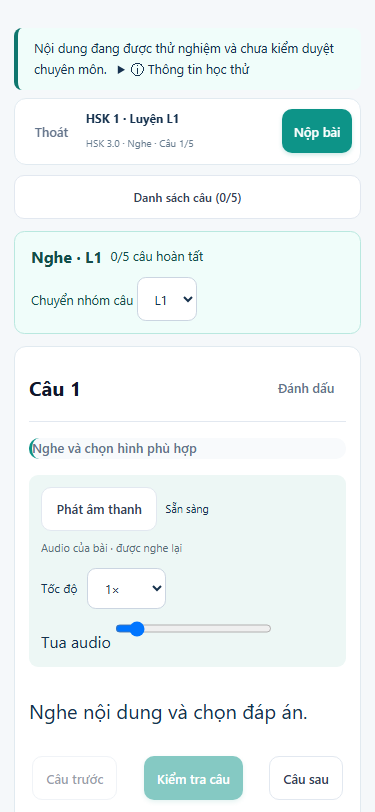 Nội dung đang được thử nghiệm và chưa kiểm duyệt
chuyên môn. ▶ ⓘ Thông tin học thử
Thoát
HSK 1 · Luyện L1
HSK 3.0 · Nghe · Câu 1/5
Nộp bài
Danh sách câu (0/5)
Nghe · L1 0/5 câu hoàn tất
Chuyển nhóm câu L1
Câu 1
Đánh dấu
Nghe và chọn hình phù hợp
Phát âm thanh Sẵn sàng
Audio của bài · được nghe lại
Tốc độ 1×
Tua audio
Nghe nội dung và chọn đáp án.
Câu trước
Kiểm tra câu
Câu sau